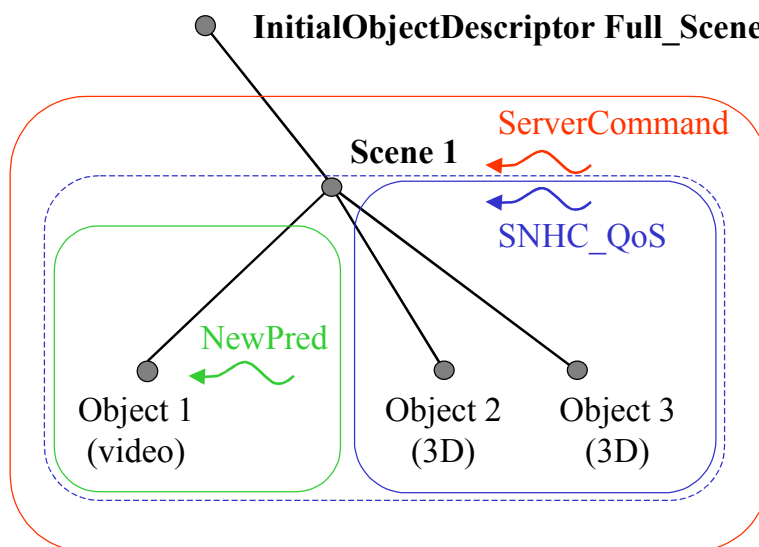 InitialObjectDescriptor Full_Scene
ServerCommand
Scene 1
SNHC_QoS
NewPred
Object 1
(video)
Object 2
(3D)
Object 3
(3D)